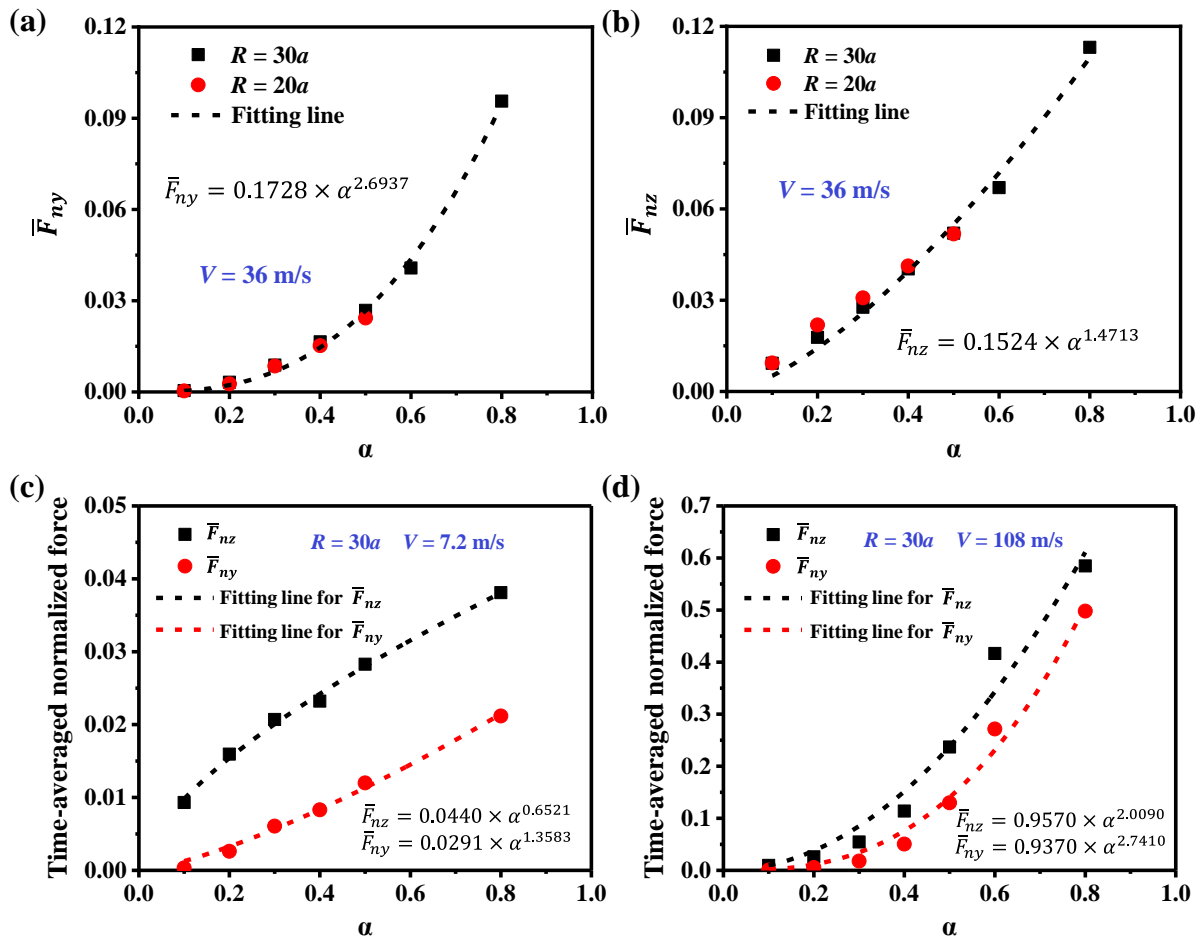 (a)
0.12
0.09
0.06
0.03
0.00
0.0 0.2 0.4 0.6 0.8 1.0
F̅ny
α
R = 30a
R = 20a
Fitting line
F̅ny = 0.1728 × α^2.6937
V = 36 m/s
(b)
0.12
0.09
0.06
0.03
0.00
0.0 0.2 0.4 0.6 0.8 1.0
F̅nz
α
R = 30a
R = 20a
Fitting line
V = 36 m/s
F̅nz = 0.1524 × α^1.4713
(c)
0.05
0.04
0.03
0.02
0.01
0.00
0.0 0.2 0.4 0.6 0.8 1.0
Time-averaged normalized force
α
F̅nz
F̅ny
Fitting line for F̅nz
Fitting line for F̅ny
R = 30a V = 7.2 m/s
F̅nz = 0.0440 × α^0.6521
F̅ny = 0.0291 × α^1.3583
(d)
0.7
0.6
0.5
0.4
0.3
0.2
0.1
0.0
0.0 0.2 0.4 0.6 0.8 1.0
Time-averaged normalized force
α
F̅nz
F̅ny
Fitting line for F̅nz
Fitting line for F̅ny
R = 30a V = 108 m/s
F̅nz = 0.9570 × α^2.0090
F̅ny = 0.9370 × α^2.7410